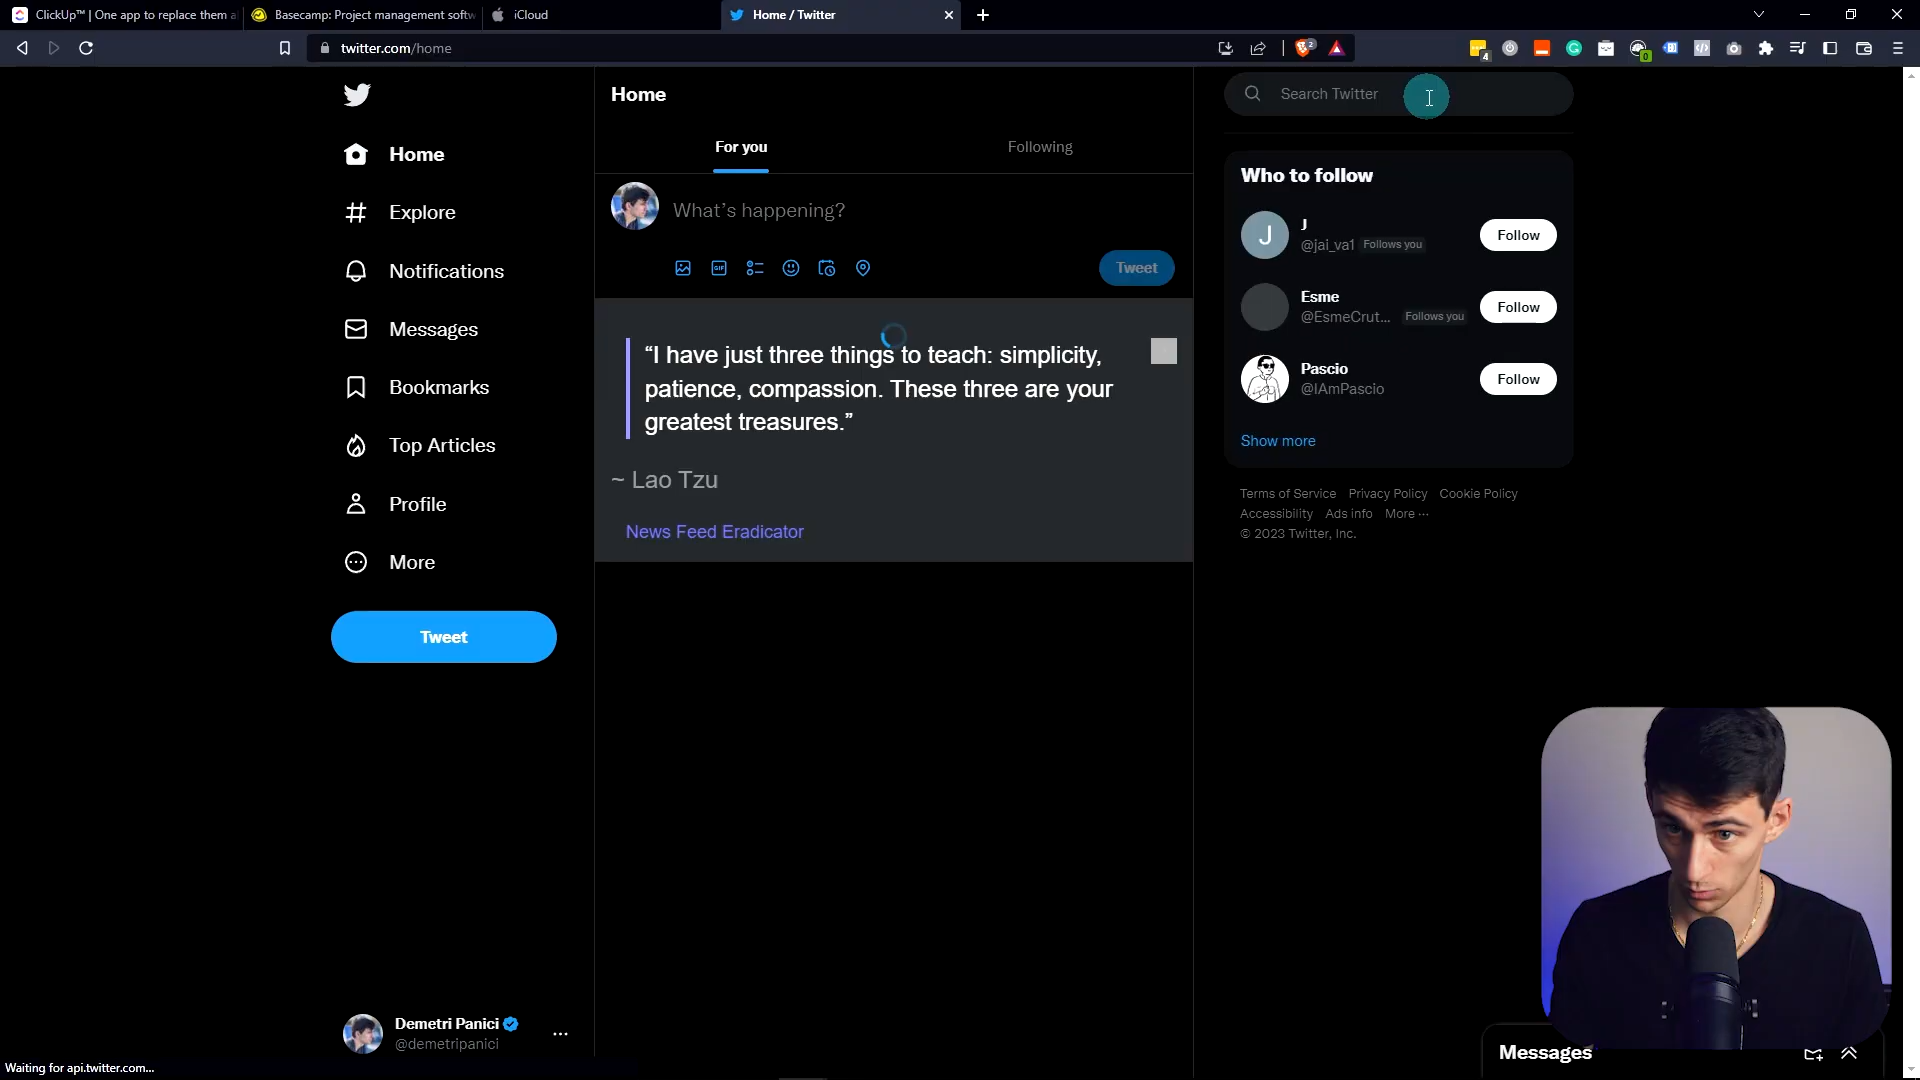 ClickUp™ | One app to replace them a
Basecamp: Project management softw
iCloud
Home / Twitter
twitter.com/home
2
4
0
Home
Search Twitter
For you
Following
Home
Explore
Notifications
Messages
Bookmarks
Top Articles
Profile
More
Tweet
What's happening?
GIF
Tweet
“I have just three things to teach: simplicity,
patience, compassion. These three are your
greatest treasures.”
~ Lao Tzu
News Feed Eradicator
Who to follow
J
J
@jai_va1 Follows you
Follow
Esme
@EsmeCrut... Follows you
Follow
Pascio
@IAmPascio
Follow
Show more
Terms of Service Privacy Policy Cookie Policy
Accessibility Ads info More ···
© 2023 Twitter, Inc.
Demetri Panici
@demetripanici
Messages
Waiting for api.twitter.com...